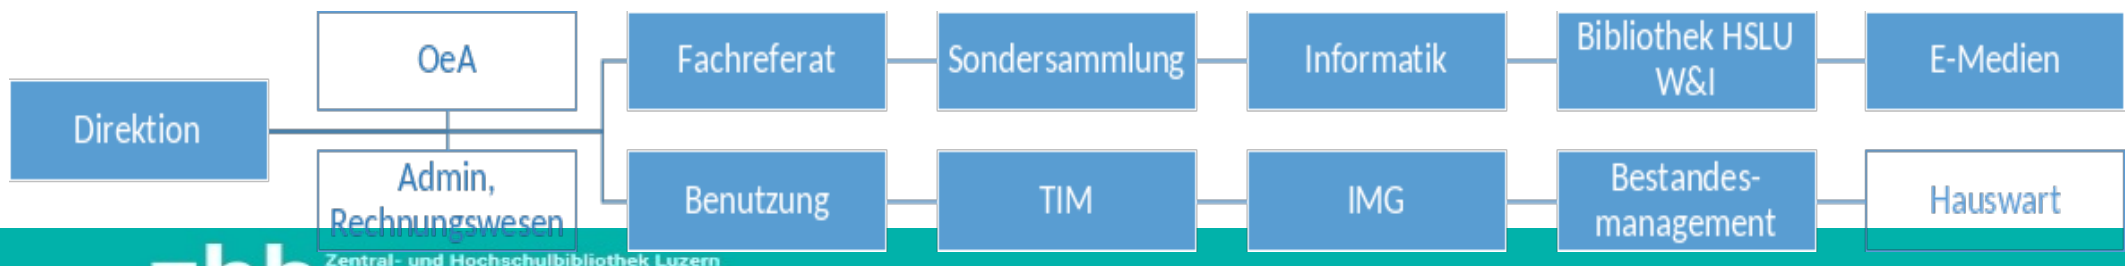 OeA
Fachreferat
Sondersammlung
Informatik
Bibliothek HSLU
W&I
E-Medien
Direktion
Admin,
Rechnungswesen
Benutzung
TIM
IMG
Bestandes-
management
Hauswart
Zentral- und Hochschulbibliothek Luzern